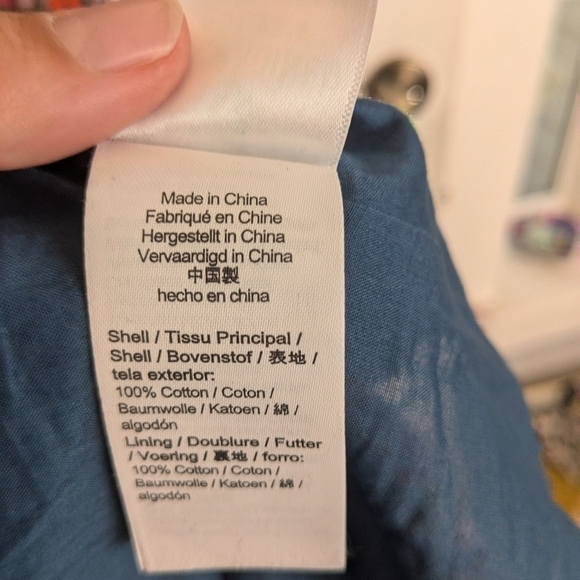 Made in China
Fabriqué en Chine
Hergestellt in China
Vervaardigd in China
中国製
hecho en china
Shell / Tissu Principal /
Shell / Bovenstof / 表地 /
tela exterior:
100% Cotton / Coton /
Baumwolle / Katoen / 綿 /
algodón
Lining / Doublure / Futter
/ Voering / 裏地 / forro:
100% Cotton / Coton /
Baumwolle / Katoen / 綿 /
algodón